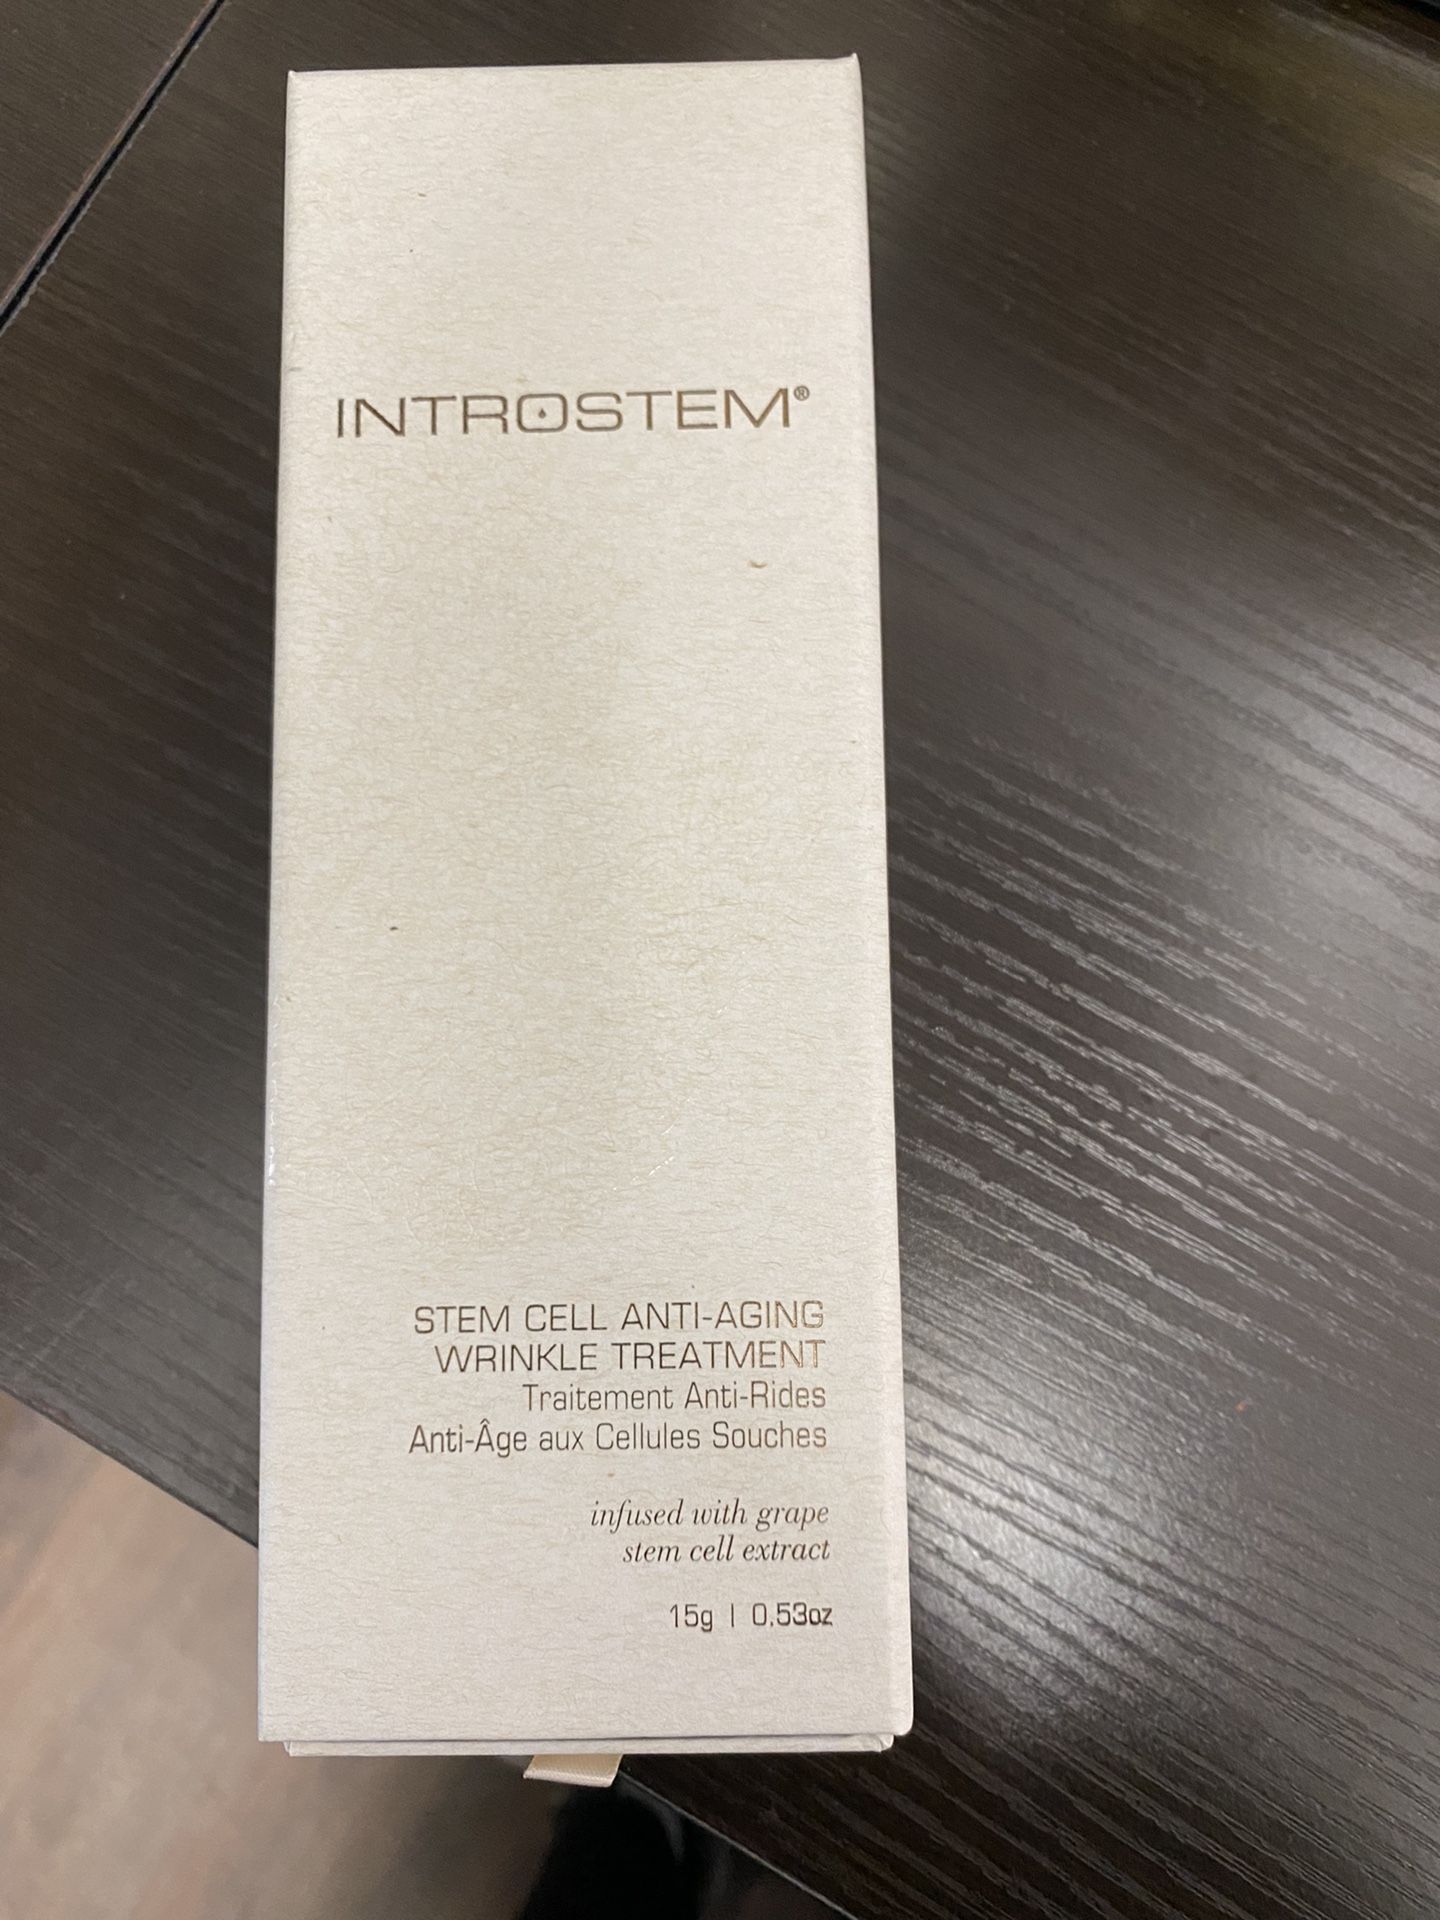 INTROSTEM®
STEM CELL ANTI-AGING
WRINKLE TREATMENT
Traitement Anti-Rides
Anti-Âge aux Cellules Souches
infused with grape
stem cell extract
15g | 0.53oz